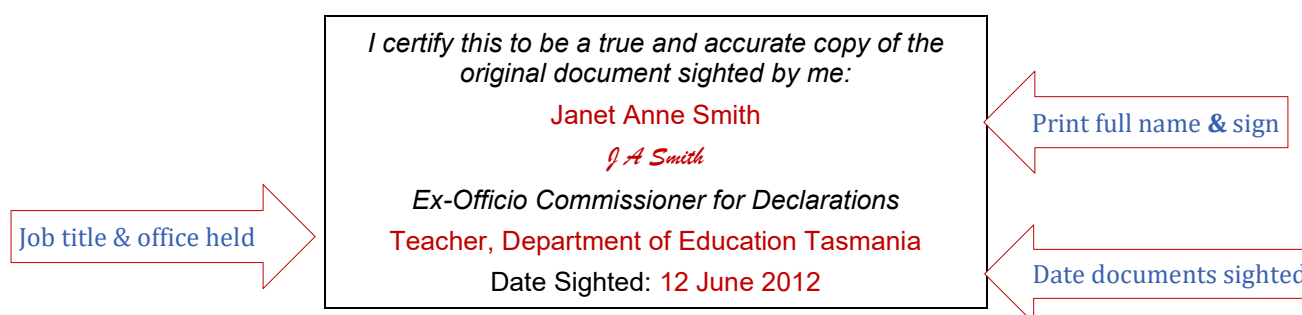 I certify this to be a true and accurate copy of the
original document sighted by me:
Janet Anne Smith
J A Smith
Print full name & sign
Ex-Officio Commissioner for Declarations
Job title & office held
Teacher, Department of Education Tasmania
Date Sighted: 12 June 2012
Date documents sighted